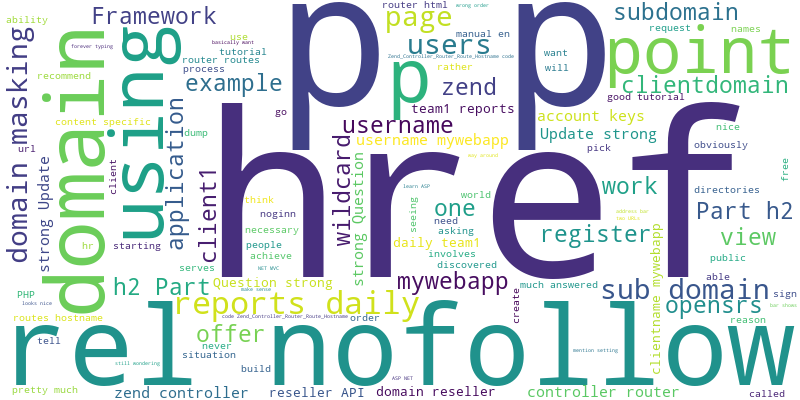 ability
Framework
use
tutorial
router routes
process
recommend
example
wrong order
router html
page
manual en
users
Zend_Controller_Router_Route_Hostname code
rather
p p
p
zend
team1 reports
subdomain
request
names
want
will
point
clientdomain
good tutorial
forever typing
basically want
domain masking
domain
using
content specific
url
client
strong Update
application
dump
go
username
username mywebapp
account keys
Update strong
pick
nice
obviously
href
client1
wildcard
strong Question
way around
learn ASP
directories
free
hr
think
noginn
necessary
people
achieve
starting
serves
NET MVC
one
world
need
asking
seeing
daily team1
involves
discovered
work
register
address bar
Part h2
view
public
h2 Part
Question strong
make sense
mywebapp
much answered
sub domain
able
sign
PHP
looks nice
reports daily
code Zend_Controller_Router_Route_Hostname
create
clientname mywebapp
opensrs
bar shows
routes hostname
tell
offer
order
never
situation
reason
rel nofollow
still wondering
mention setting
build
ASP NET
pretty much
zend controller
reseller API
domain reseller
controller router
called